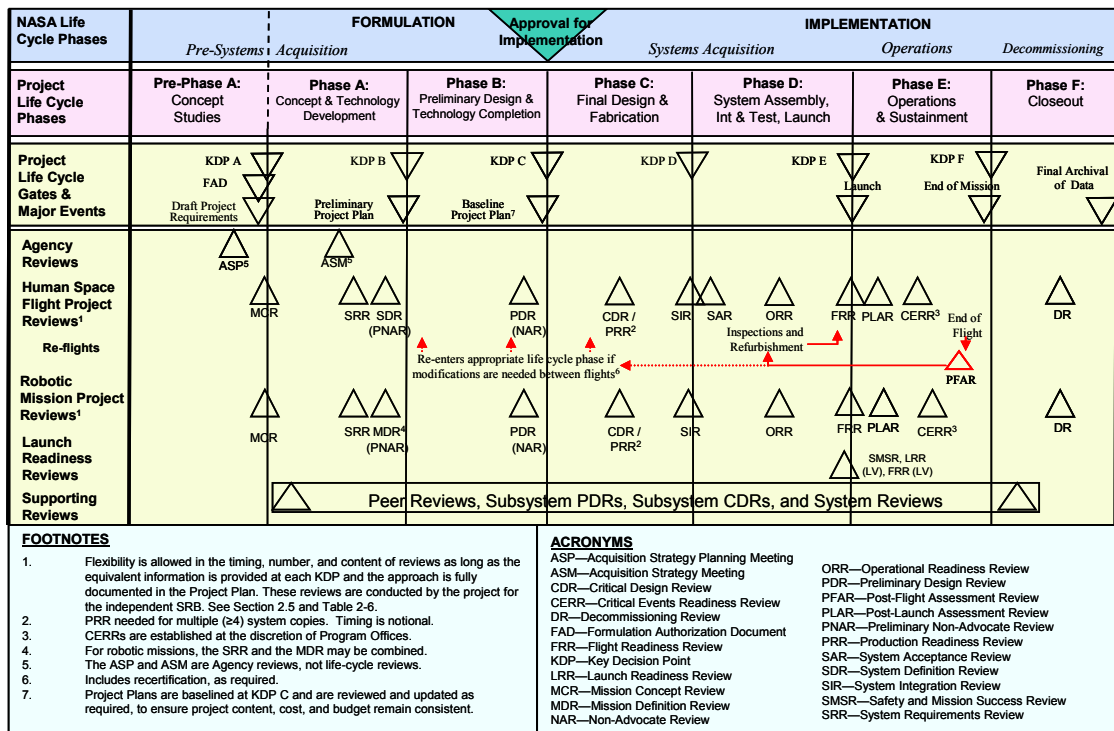 NASA Life
Cycle Phases
FORMULATION
Approval for
Implementation
IMPLEMENTATION
Pre-Systems Acquisition
Systems Acquisition
Operations
Decommissioning
Project
Life Cycle
Phases
Pre-Phase A:
Concept
Studies
Phase A:
Concept & Technology
Development
Phase B:
Preliminary Design &
Technology Completion
Phase C:
Final Design &
Fabrication
Phase D:
System Assembly,
Int & Test, Launch
Phase E:
Operations
& Sustainment
Phase F:
Closeout
Project
Life Cycle
Gates &
Major Events
KDP A
FAD
Draft Project
Requirements
KDP B
Preliminary
Project Plan
KDP C
Baseline
Project Plan7
KDP D
KDP E
Launch
KDP F
End of Mission
Final Archival
of Data
Agency
Reviews
ASP5
ASM5
Human Space
Flight Project
Reviews1
MCR
SRR
SDR
(PNAR)
PDR
(NAR)
CDR /
PRR2
SIR
SAR
ORR
FRR
PLAR
CERR3
DR
Re-flights
Re-enters appropriate life cycle phase if
modifications are needed between flights6
Inspections and
Refurbishment
End of
Flight
PFAR
Robotic
Mission Project
Reviews1
MCR
SRR
MDR4
(PNAR)
PDR
(NAR)
CDR /
PRR2
SIR
ORR
FRR
PLAR
CERR3
DR
Launch
Readiness
Reviews
SMSR, LRR
(LV), FRR (LV)
Supporting
Reviews
Peer Reviews, Subsystem PDRs, Subsystem CDRs, and System Reviews
FOOTNOTES
1. Flexibility is allowed in the timing, number, and content of reviews as long as the
equivalent information is provided at each KDP and the approach is fully
documented in the Project Plan. These reviews are conducted by the project
for the independent SRB. See Section 2.5 and Table 2-6.
2. PRR needed for multiple (≥4) system copies. Timing is notional.
3. CERRs are established at the discretion of Program Offices.
4. For robotic missions, the SRR and the MDR may be combined.
5. The ASP and ASM are Agency reviews, not life-cycle reviews.
6. Includes recertification, as required.
7. Project Plans are baselined at KDP C and are reviewed and updated as
required, to ensure project content, cost, and budget remain consistent.
ACRONYMS
ASP—Acquisition Strategy Planning Meeting
ASM—Acquisition Strategy Meeting
CDR—Critical Design Review
CERR—Critical Events Readiness Review
DR—Decommissioning Review
FAD—Formulation Authorization Document
FRR—Flight Readiness Review
KDP—Key Decision Point
LRR—Launch Readiness Review
MCR—Mission Concept Review
MDR—Mission Definition Review
NAR—Non-Advocate Review
ORR—Operational Readiness Review
PDR—Preliminary Design Review
PFAR—Post-Flight Assessment Review
PLAR—Post-Launch Assessment Review
PNAR—Preliminary Non-Advocate Review
PRR—Production Readiness Review
SAR—System Acceptance Review
SDR—System Definition Review
SIR—System Integration Review
SMSR—Safety and Mission Success Review
SRR—System Requirements Review